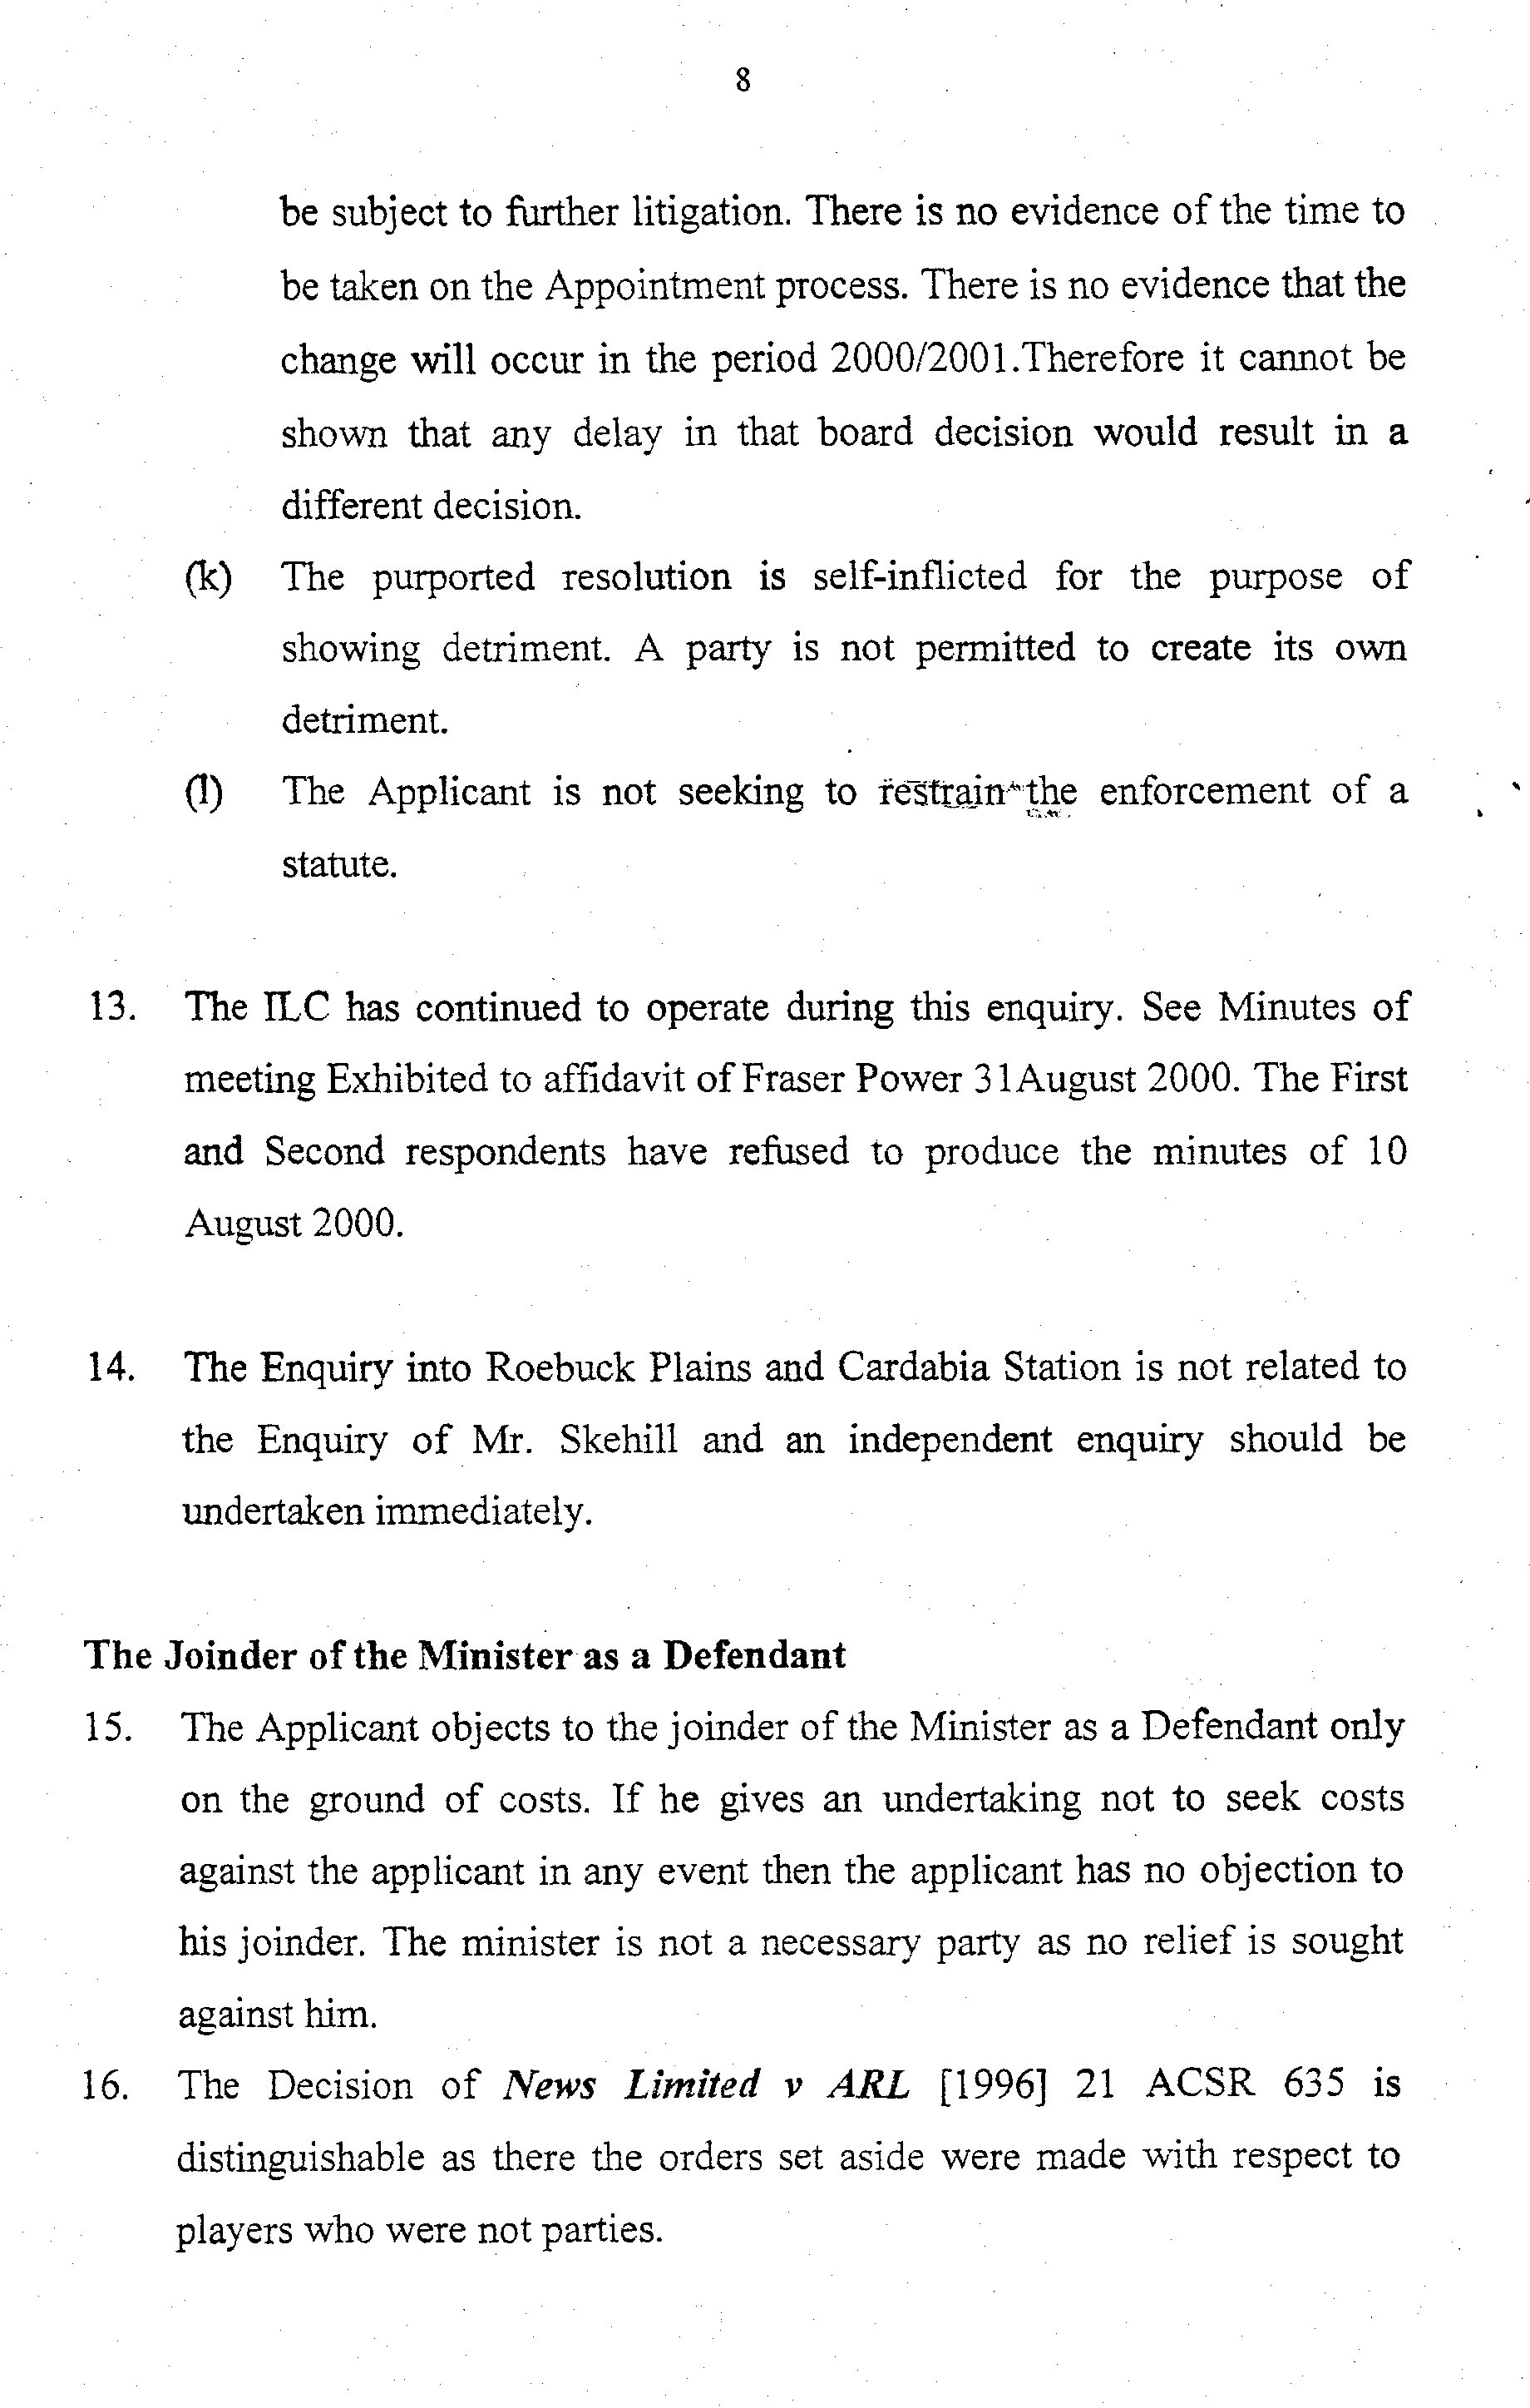 8
be subject to further litigation. There is no evidence of the time to
be taken on the Appointment process. There is no evidence that the
change will occur in the period 2000/2001.Therefore it cannot be
shown that any delay in that board decision would result in a
different decision.
(k) The purported resolution is self-inflicted for the purpose of
showing detriment. A party is not permitted to create its own
detriment.
(l) The Applicant is not seeking to restrain the enforcement of a
statute.
13. The ILC has continued to operate during this enquiry. See Minutes of
meeting Exhibited to affidavit of Fraser Power 31August 2000. The First
and Second respondents have refused to produce the minutes of 10
August 2000.
14. The Enquiry into Roebuck Plains and Cardabia Station is not related to
the Enquiry of Mr. Skehill and an independent enquiry should be
undertaken immediately.
The Joinder of the Minister as a Defendant
15. The Applicant objects to the joinder of the Minister as a Defendant only
on the ground of costs. If he gives an undertaking not to seek costs
against the applicant in any event then the applicant has no objection to
his joinder. The minister is not a necessary party as no relief is sought
against him.
16. The Decision of News Limited v ARL [1996] 21 ACSR 635 is
distinguishable as there the orders set aside were made with respect to
players who were not parties.